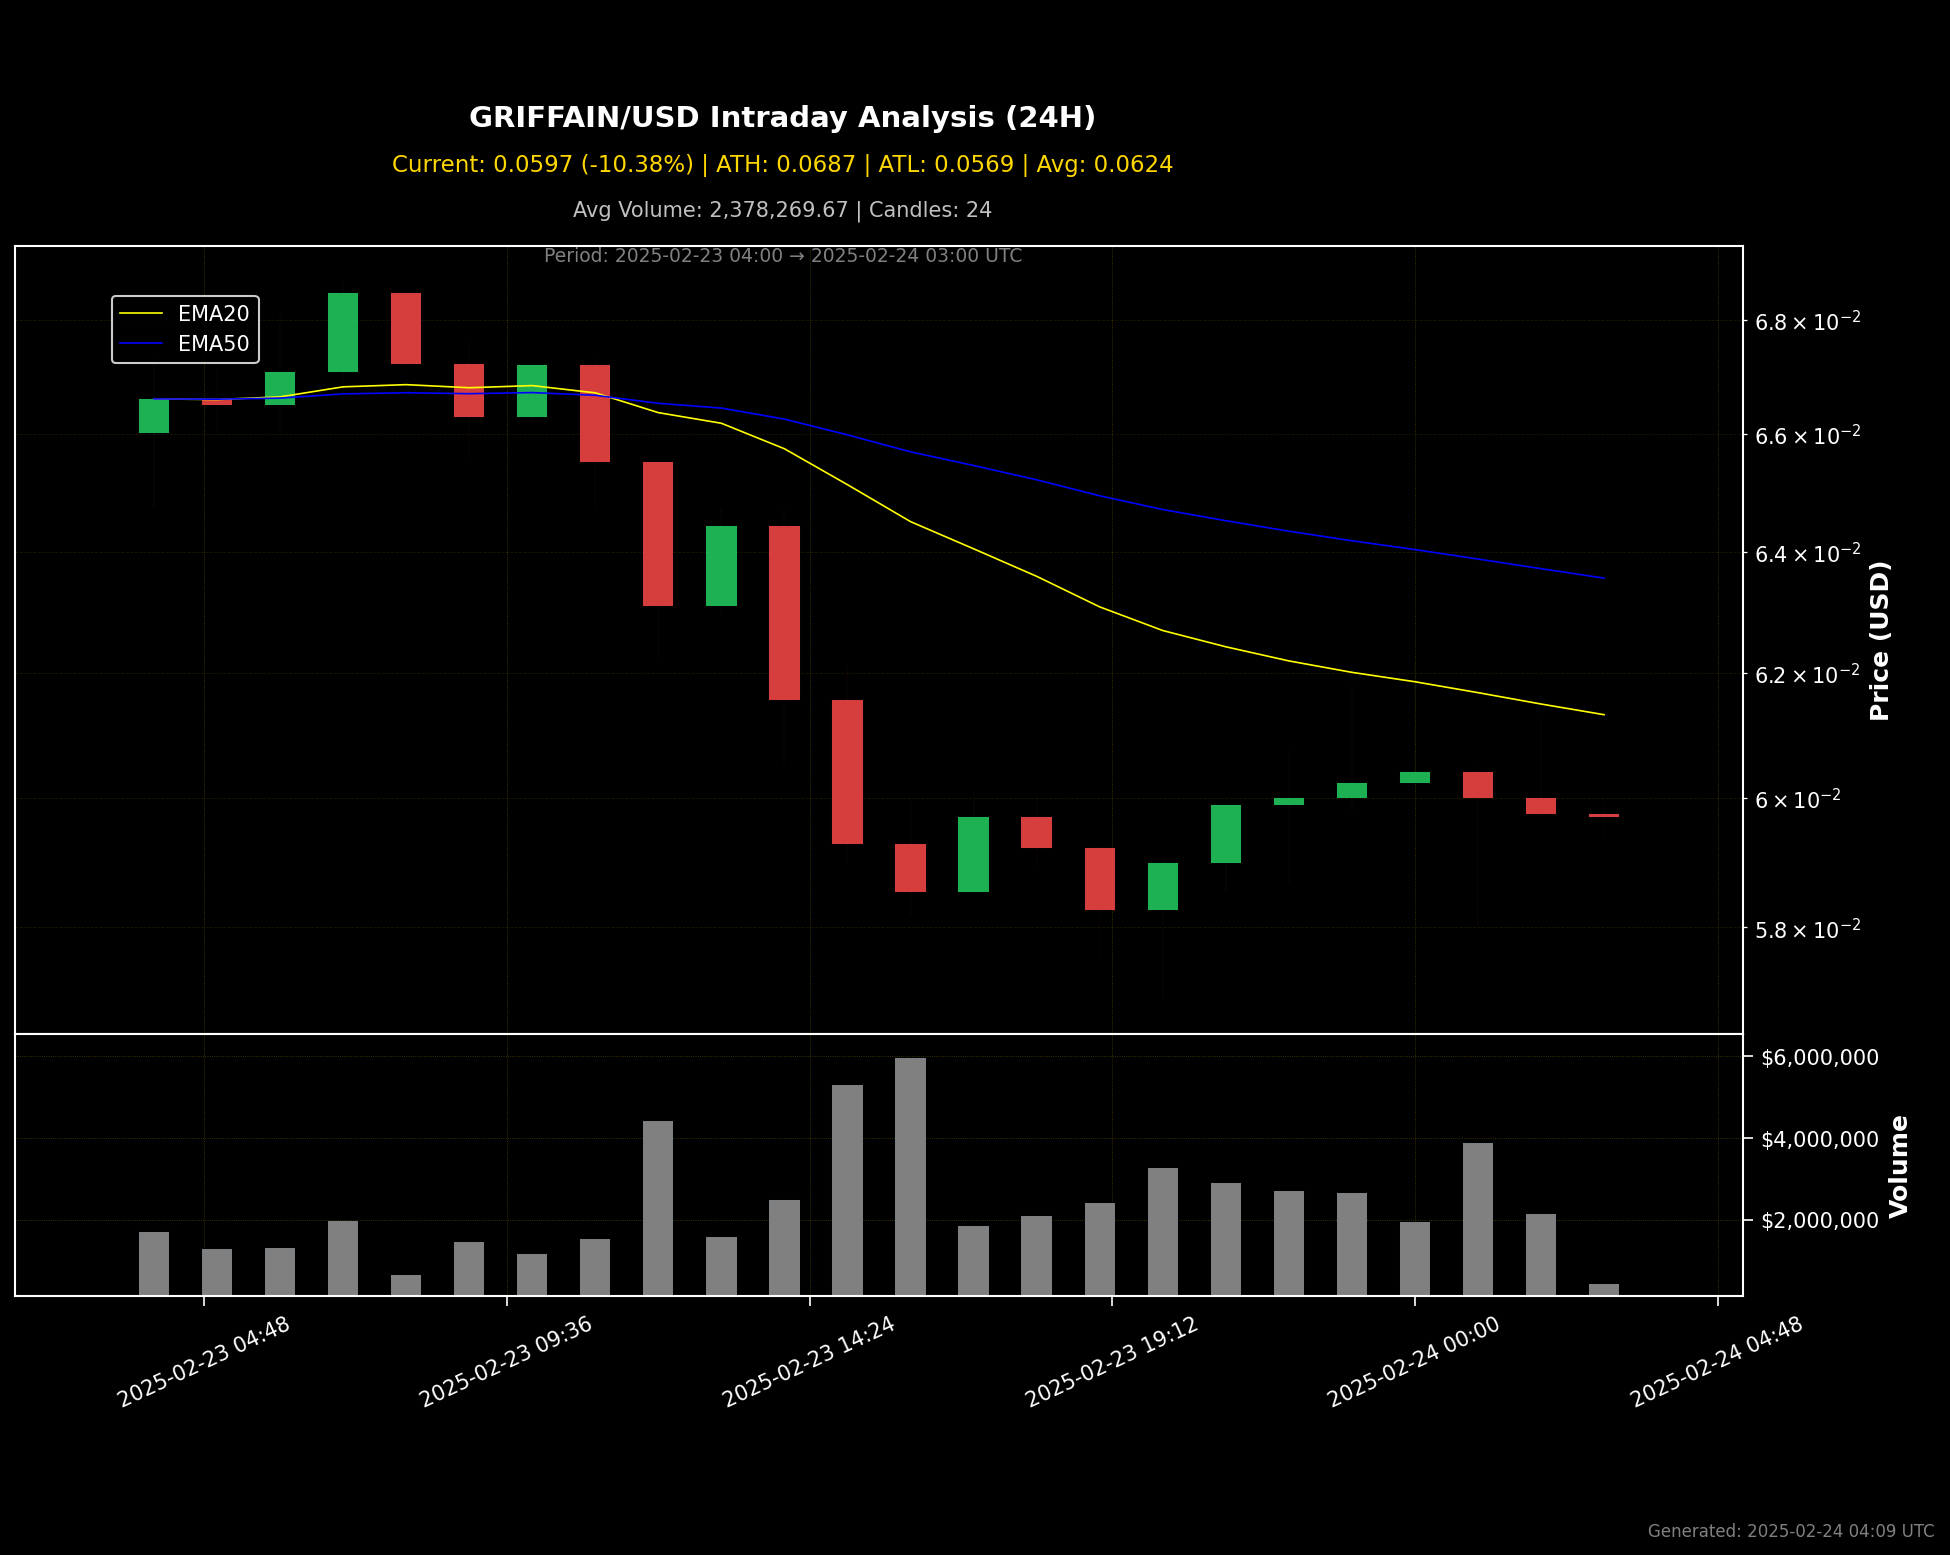 GRIFFAIN/USD Intraday Analysis (24H)
Current: 0.0597 (-10.38%) | ATH: 0.0687 | ATL: 0.0569 | Avg: 0.0624
Avg Volume: 2,378,269.67 | Candles: 24
Period: 2025-02-23 04:00 → 2025-02-24 03:00 UTC
EMA20
EMA50
6.8 × 10⁻²
6.6 × 10⁻²
6.4 × 10⁻²
6.2 × 10⁻²
6 × 10⁻²
5.8 × 10⁻²
Price (USD)
$6,000,000
$4,000,000
$2,000,000
Volume
2025-02-23 04:48
2025-02-23 09:36
2025-02-23 14:24
2025-02-23 19:12
2025-02-24 00:00
2025-02-24 04:48
Generated: 2025-02-24 04:09 UTC